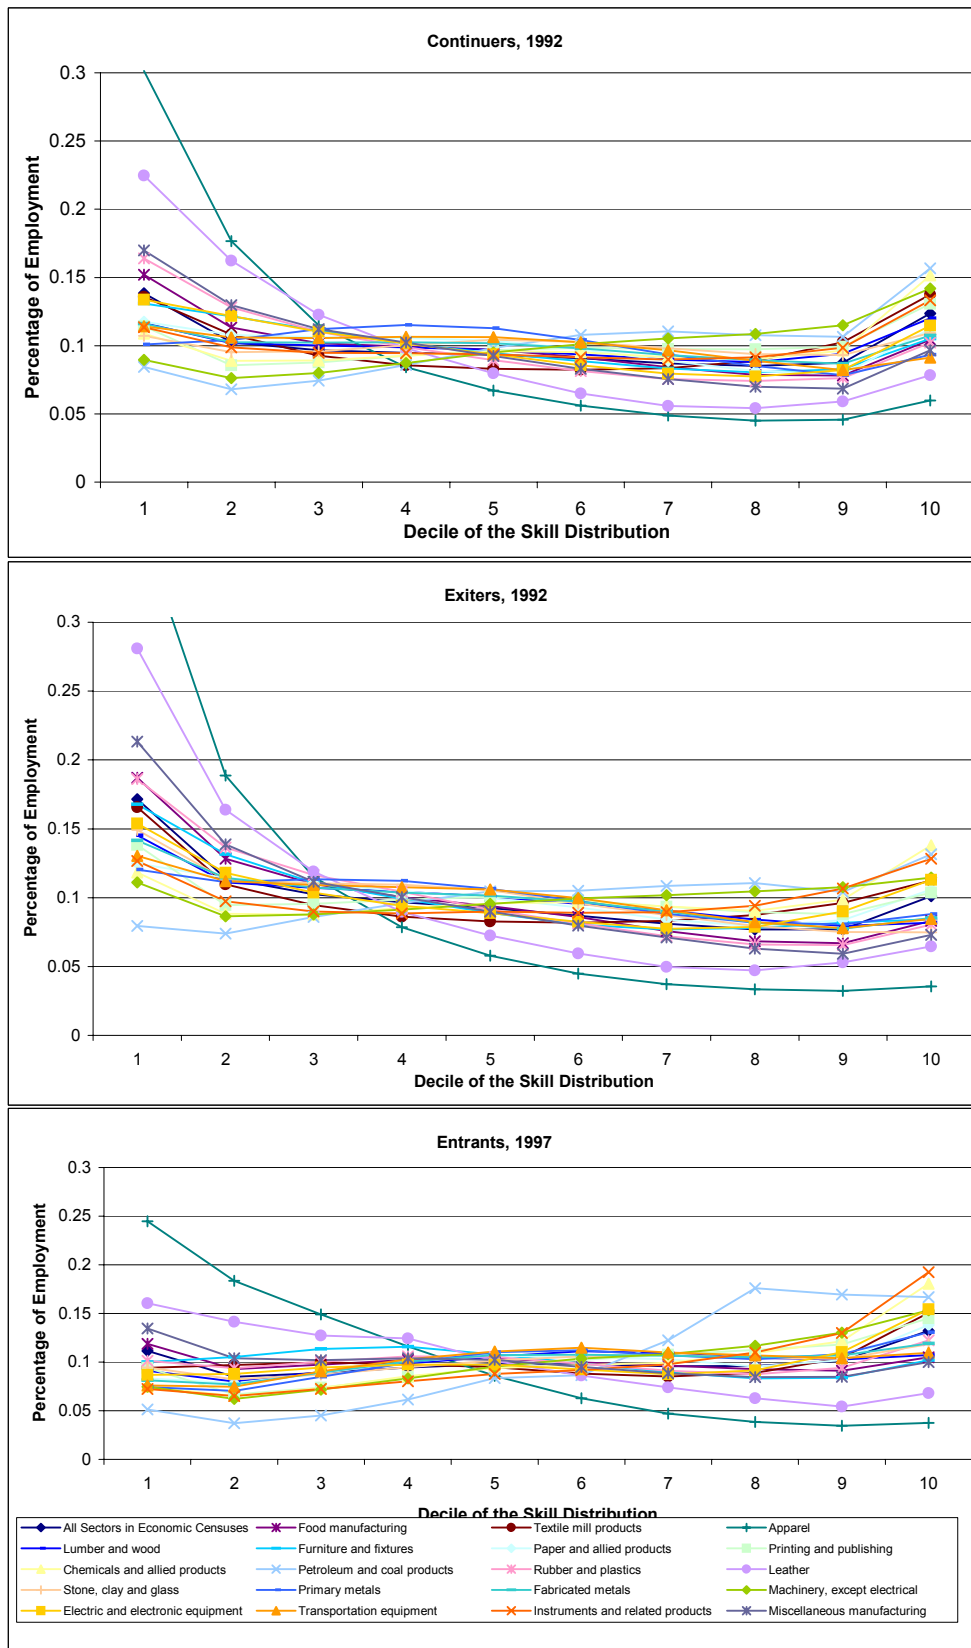 Continuers, 1992
Percentage of Employment
0.3
0.25
0.2
0.15
0.1
0.05
0
1 2 3 4 5 6 7 8 9 10
Decile of the Skill Distribution
Exiters, 1992
Percentage of Employment
0.3
0.25
0.2
0.15
0.1
0.05
0
1 2 3 4 5 6 7 8 9 10
Decile of the Skill Distribution
Entrants, 1997
Percentage of Employment
0.3
0.25
0.2
0.15
0.1
0.05
0
1 2 3 4 5 6 7 8 9 10
Decile of the Skill Distribution
All Sectors in Economic Censuses Food manufacturing Textile mill products Apparel
Lumber and wood Furniture and fixtures Paper and allied products Printing and publishing
Chemicals and allied products Petroleum and coal products Rubber and plastics Leather
Stone, clay and glass Primary metals Fabricated metals Machinery, except electrical
Electric and electronic equipment Transportation equipment Instruments and related products Miscellaneous manufacturing